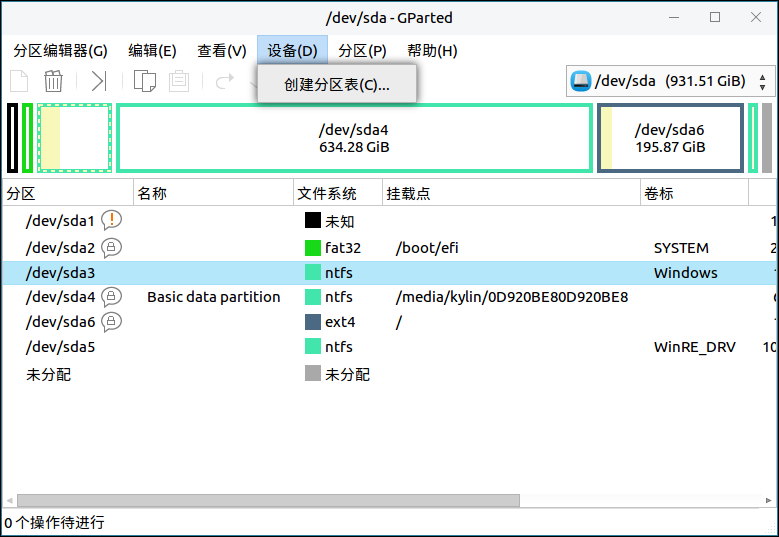 /dev/sda - GParted
分区编辑器(G) 编辑(E) 查看(V) 设备(D) 分区(P) 帮助(H)
创建分区表(C)...
/dev/sda (931.51 GiB)
/dev/sda4
634.28 GiB
/dev/sda6
195.87 GiB
分区 名称 文件系统 挂载点 卷标
/dev/sda1 未知 1
/dev/sda2 fat32 /boot/efi SYSTEM 2
/dev/sda3 ntfs Windows 1
/dev/sda4 Basic data partition ntfs /media/kylin/0D920BE80D920BE8
/dev/sda6 ext4 /
/dev/sda5 ntfs WinRE_DRV 10
未分配 未分配
0 个操作待进行